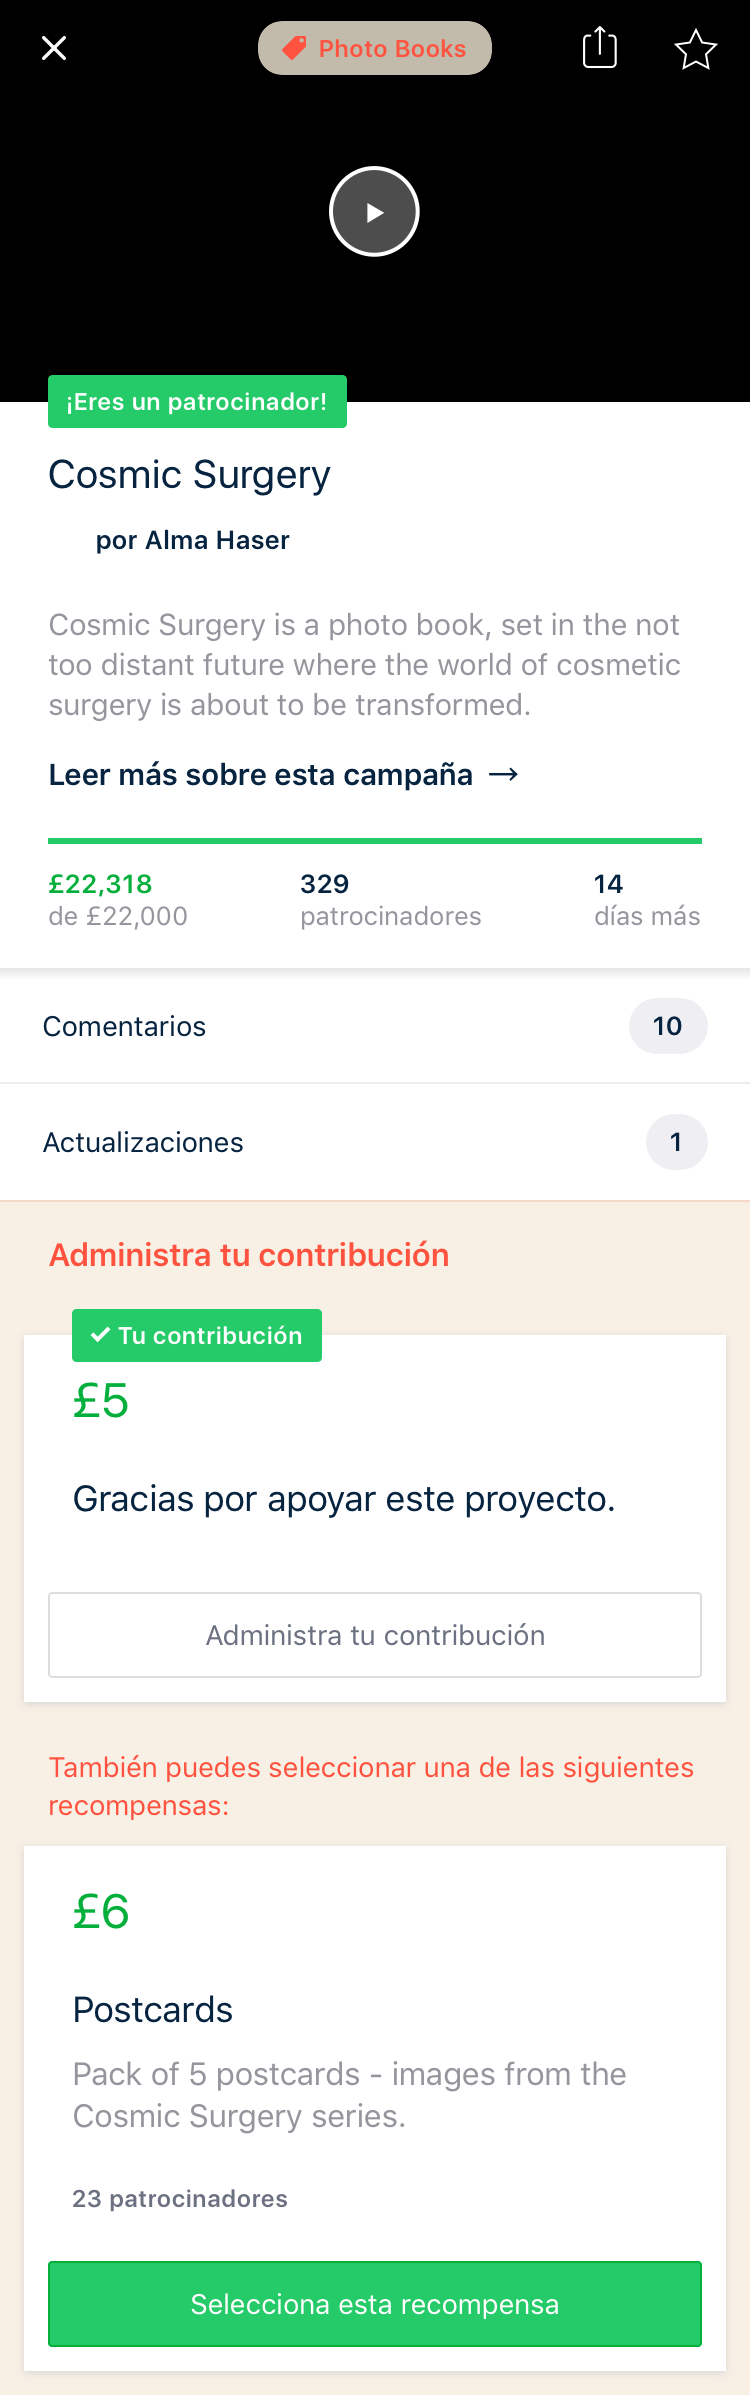 Photo Books
¡Eres un patrocinador!
Cosmic Surgery
por Alma Haser
Cosmic Surgery is a photo book, set in the not
too distant future where the world of cosmetic
surgery is about to be transformed.
Leer más sobre esta campaña →
£22,318 329 14
de £22,000 patrocinadores días más
Comentarios 10
Actualizaciones 1
Administra tu contribución
Tu contribución
£5
Gracias por apoyar este proyecto.
Administra tu contribución
También puedes seleccionar una de las siguientes
recompensas:
£6
Postcards
Pack of 5 postcards - images from the
Cosmic Surgery series.
23 patrocinadores
Selecciona esta recompensa